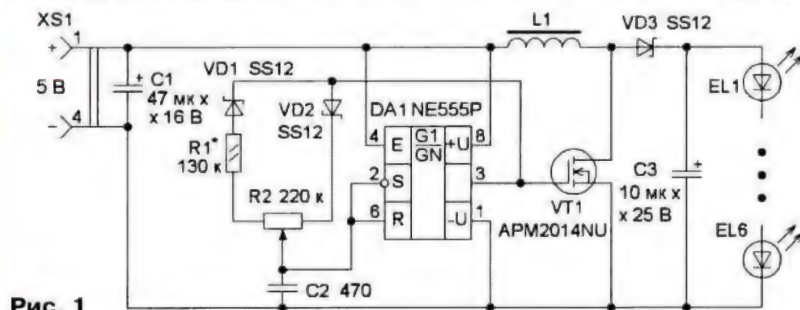 XS1
+ 1
5 В
− 4
C1
47 мк x
x 16 В
VD1 SS12
VD2
SS12
R1*
130 к
R2 220 к
C2 470
DA1 NE555P
4 E G1 +U 8
GN
2 S 3
6 R -U 1
L1
VT1
APM2014NU
VD3 SS12
C3
10 мк x
x 25 В
EL1
EL6
Рис. 1